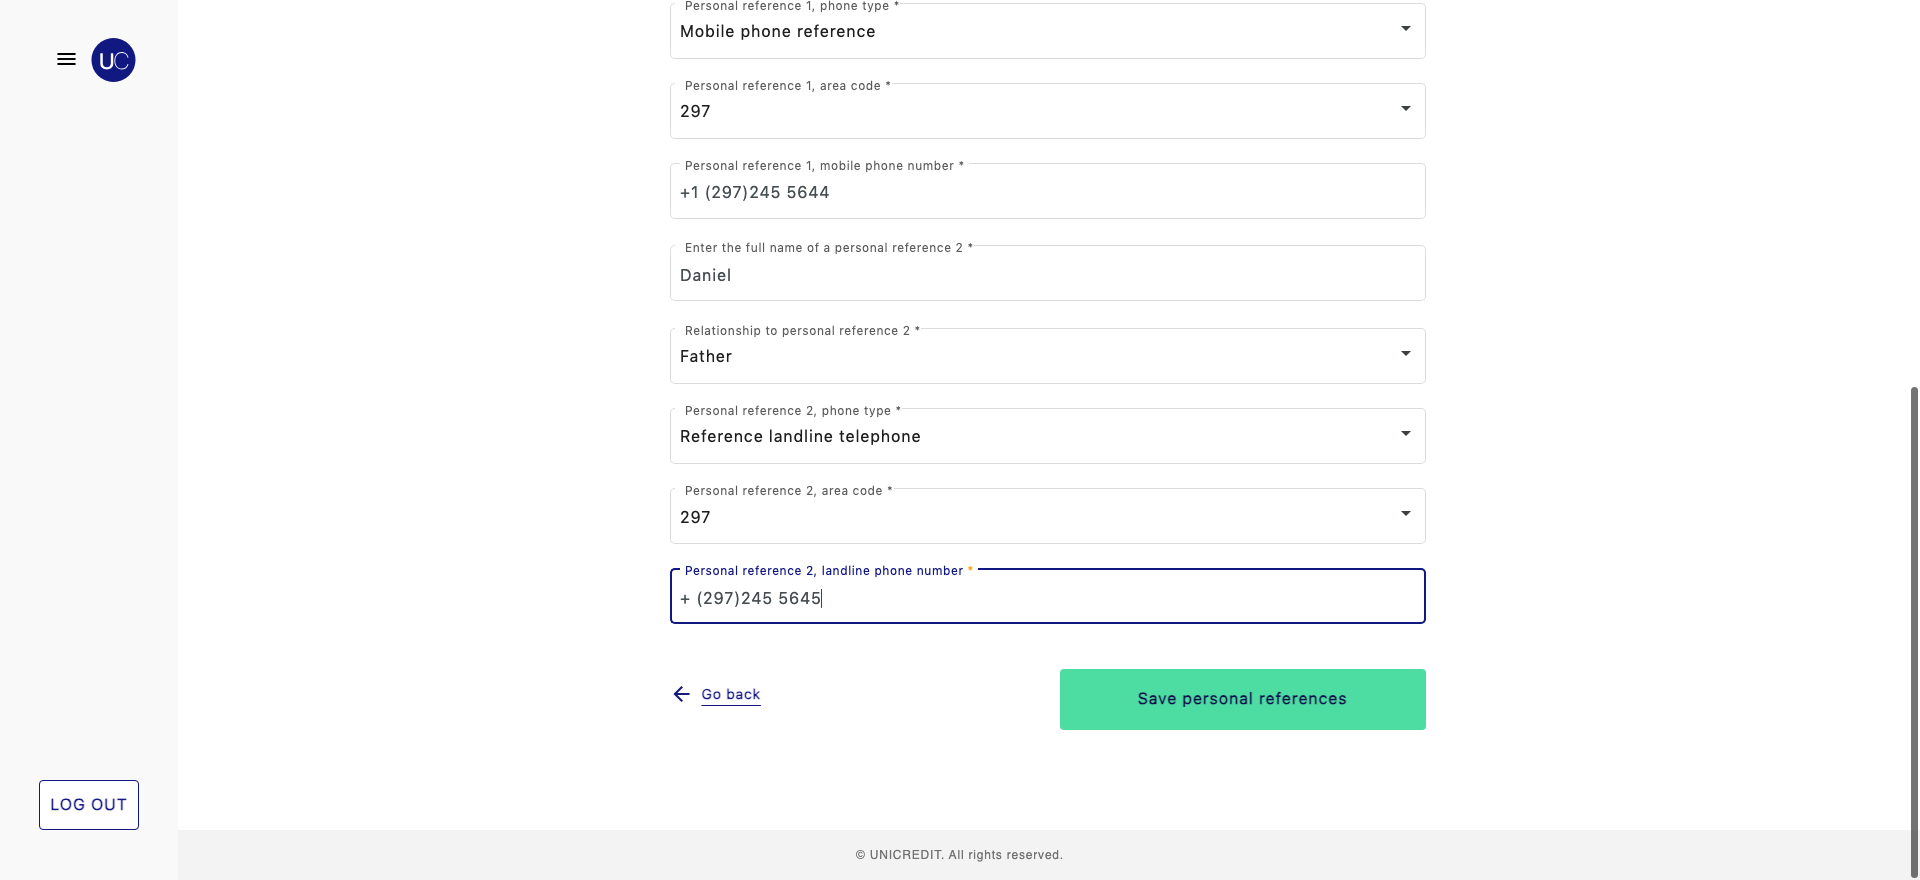 Personal reference 1, phone type *
Mobile phone reference
UC
Personal reference 1, area code *
297
Personal reference 1, mobile phone number *
+1 (297)245 5644
Enter the full name of a personal reference 2 *
Daniel
Relationship to personal reference 2 *
Father
Personal reference 2, phone type *
Reference landline telephone
Personal reference 2, area code *
297
Personal reference 2, landline phone number *
+ (297)245 5645
Go back
Save personal references
LOG OUT
© UNICREDIT. All rights reserved.